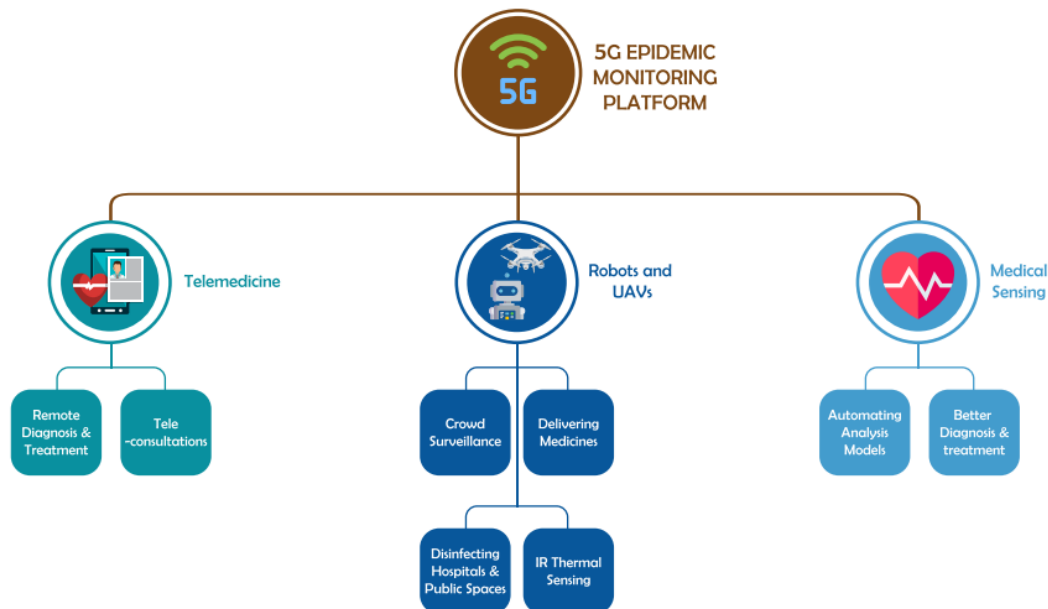 5G
5G EPIDEMIC
MONITORING
PLATFORM
Telemedicine
Robots and
UAVs
Medical
Sensing
Remote
Diagnosis &
Treatment
Tele
-consultations
Crowd
Surveillance
Delivering
Medicines
Automating
Analysis
Models
Better
Diagnosis &
treatment
Disinfecting
Hospitals &
Public Spaces
IR Thermal
Sensing